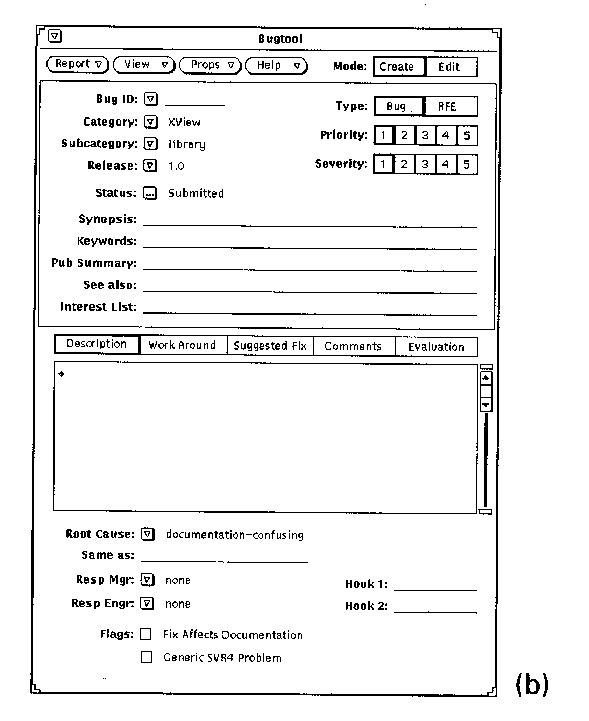 Bugtool
Report View Props Help Mode: Create Edit
Bug ID: Type: Bug RFE
Category: XView
Priority: 1 2 3 4 5
Subcategory: library
Release: 1.0 Severity: 1 2 3 4 5
Status: ... Submitted
Synopsis:
Keywords:
Pub Summary:
See also:
Interest List:
Description Work Around Suggested Fix Comments Evaluation
Root Cause: documentation-confusing
Same as:
Resp Mgr: none Hook 1:
Resp Engr: none Hook 2:
Flags: Fix Affects Documentation
Generic SVR4 Problem
(b)